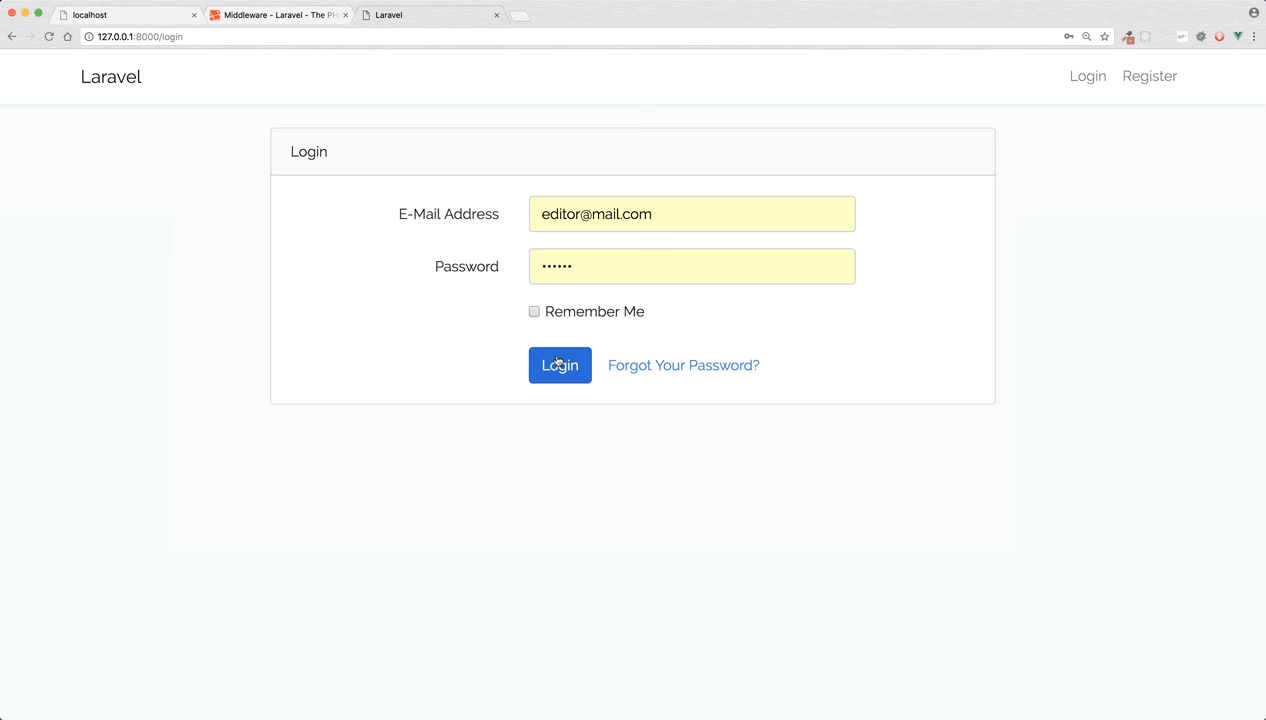 localhost
Middleware - Laravel - The PH
Laravel
127.0.0.1:8000/login
Laravel
Login Register
Login
E-Mail Address editor@mail.com
Password ••••••
Remember Me
Login Forgot Your Password?